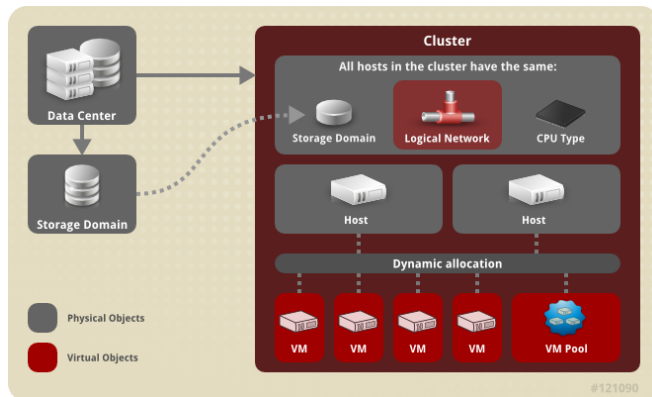 Cluster
All hosts in the cluster have the same:
Data Center
Storage Domain
Logical Network
CPU Type
Storage Domain
Host
Host
Dynamic allocation
VM
VM
VM
VM
VM Pool
Physical Objects
Virtual Objects
#121090